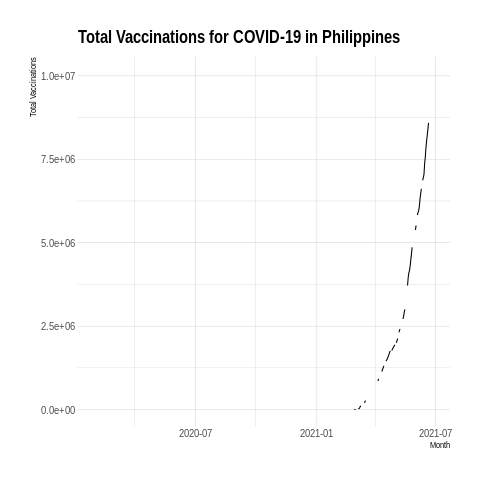 Total Vaccinations for COVID-19 in Philippines
Total Vaccinations
1.0e+07
7.5e+06
5.0e+06
2.5e+06
0.0e+00
2020-07
2021-01
2021-07
Month